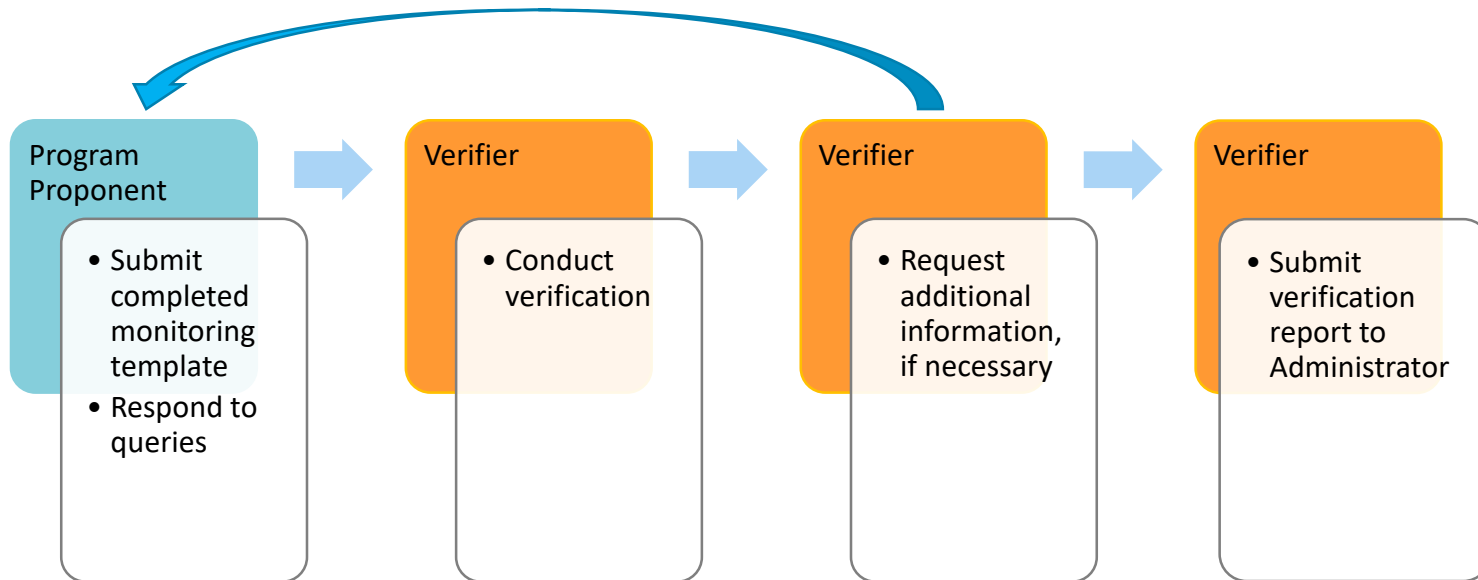 Program
Proponent
• Submit
completed
monitoring
template
• Respond to
queries
Verifier
• Conduct
verification
Verifier
• Request
additional
information,
if necessary
Verifier
• Submit
verification
report to
Administrator